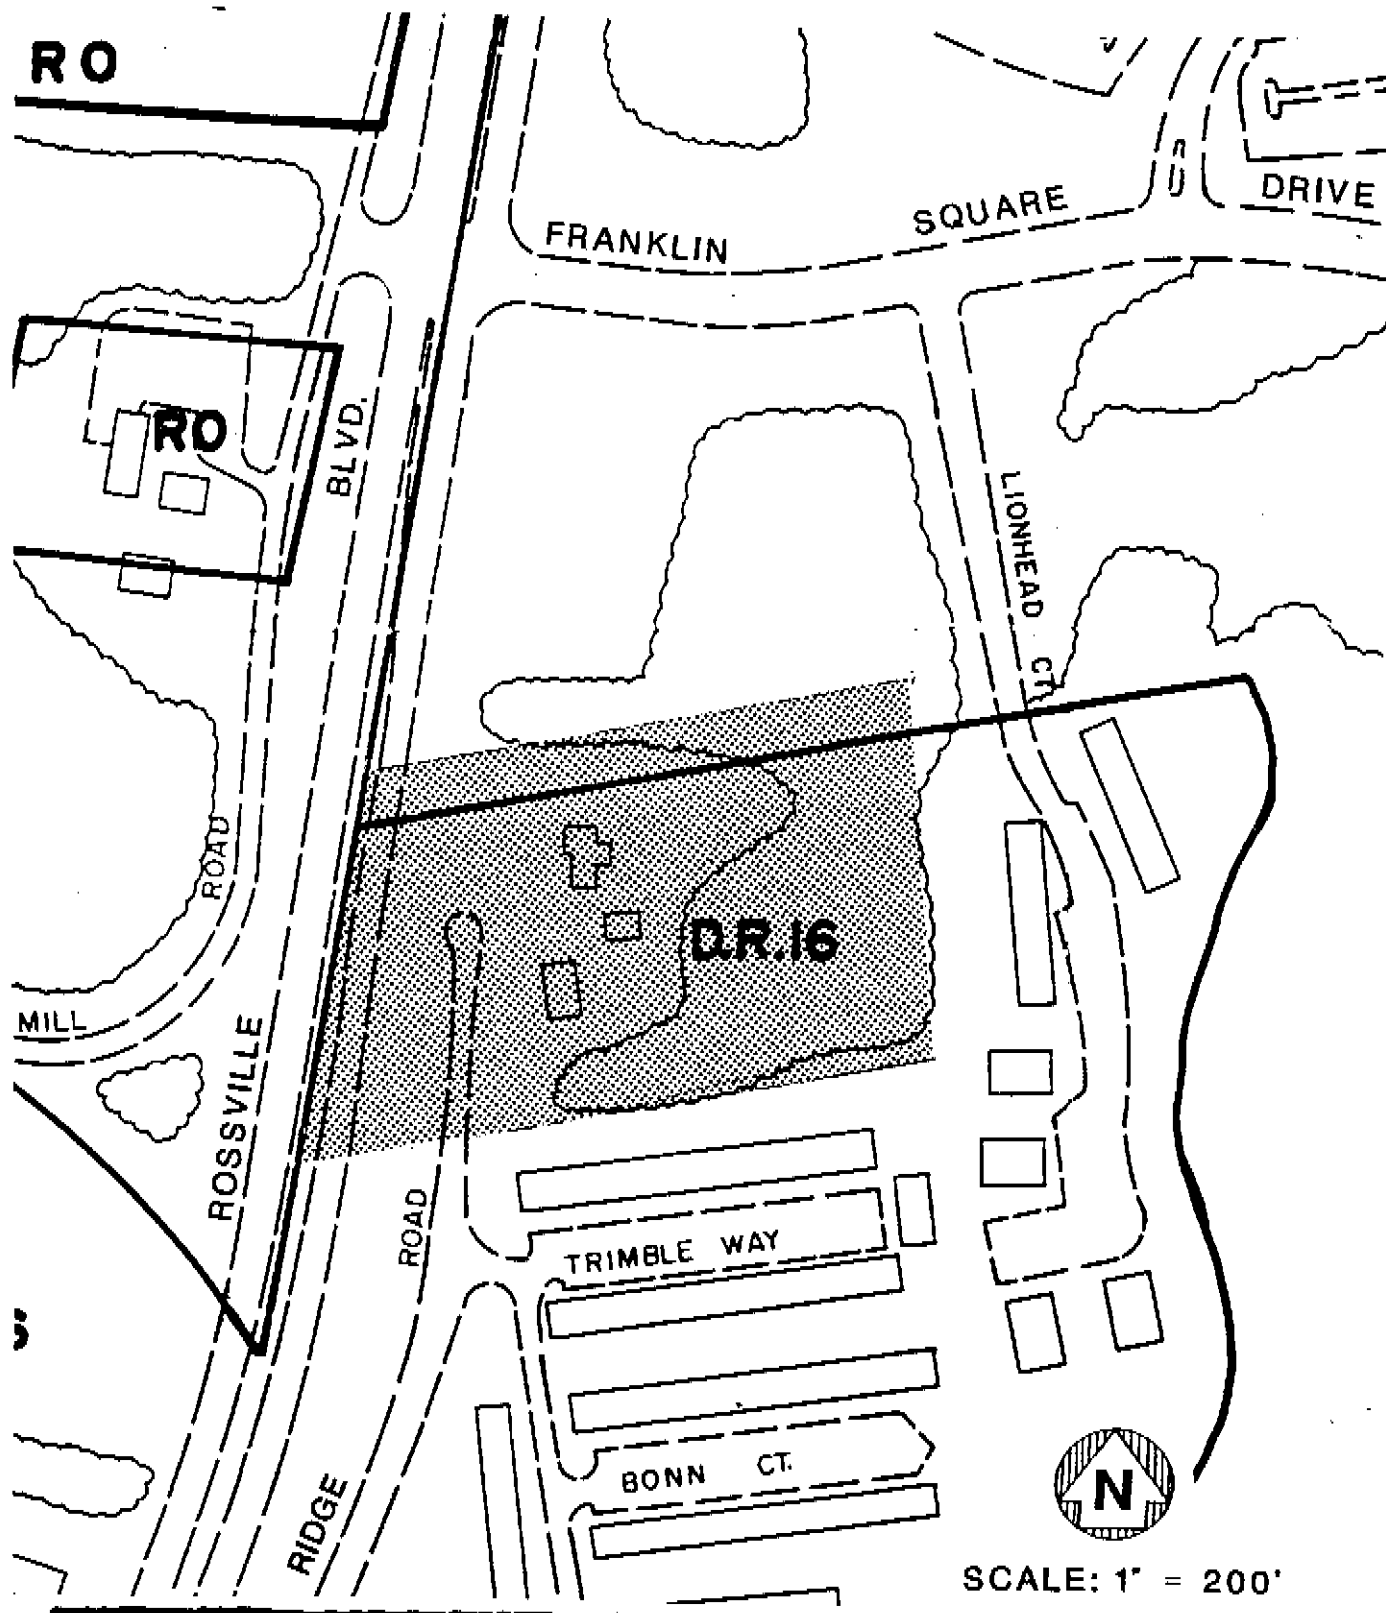 RO
DRIVE
SQUARE
FRANKLIN
RO
BLVD.
LIONHEAD CT.
ROAD
D.R.16
MILL
ROSSVILLE
ROAD
TRIMBLE WAY
BONN CT.
N
RIDGE
SCALE: 1" = 200'